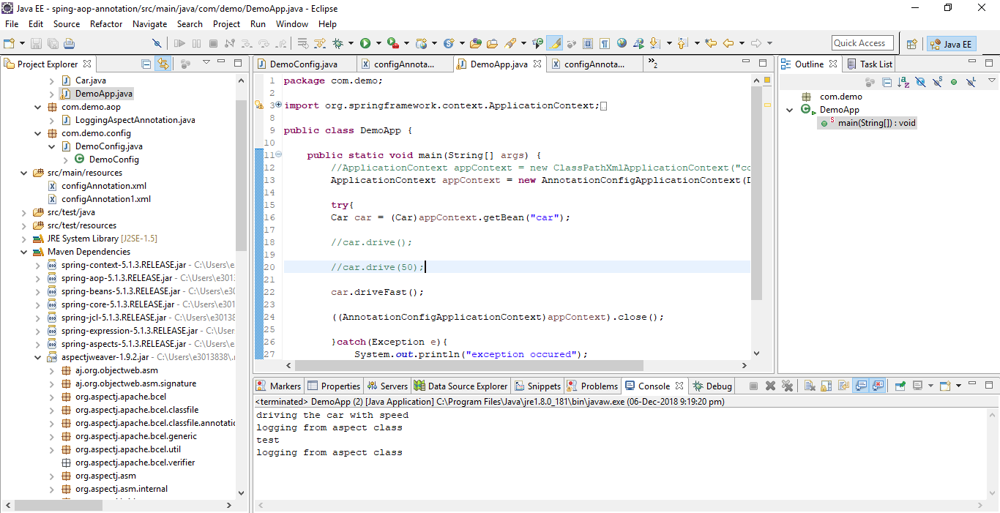 Java EE - sping-aop-annotation/src/main/java/com/demo/DemoApp.java - Eclipse
File Edit Source Refactor Navigate Search Project Run Window Help
Quick Access
Java EE
Project Explorer
Car.java
DemoApp.java
com.demo.aop
LoggingAspectAnnotation.java
com.demo.config
DemoConfig.java
DemoConfig
src/main/resources
configAnnotation.xml
configAnnotation1.xml
src/test/java
src/test/resources
JRE System Library [J2SE-1.5]
Maven Dependencies
spring-context-5.1.3.RELEASE.jar - C:\Users\e
spring-aop-5.1.3.RELEASE.jar - C:\Users\e3013
spring-beans-5.1.3.RELEASE.jar - C:\Users\e30
spring-core-5.1.3.RELEASE.jar - C:\Users\e301
spring-jcl-5.1.3.RELEASE.jar - C:\Users\e30138
spring-expression-5.1.3.RELEASE.jar - C:\Users
spring-aspects-5.1.3.RELEASE.jar - C:\Users\e
aspectjweaver-1.9.2.jar - C:\Users\e3013838\.
aj.org.objectweb.asm
aj.org.objectweb.asm.signature
org.aspectj.apache.bcel
org.aspectj.apache.bcel.classfile
org.aspectj.apache.bcel.classfile.annotatio
org.aspectj.apache.bcel.generic
org.aspectj.apache.bcel.util
org.aspectj.apache.bcel.verifier
org.aspectj.asm
org.aspectj.asm.internal
DemoConfig.java configAnnota... DemoApp.java configAnnota... »2
1 package com.demo;
2
3 import org.springframework.context.ApplicationContext;
8
9 public class DemoApp {
10
11 public static void main(String[] args) {
12 //ApplicationContext appContext = new ClassPathXmlApplicationContext("co
13 ApplicationContext appContext = new AnnotationConfigApplicationContext(D
14
15 try{
16 Car car = (Car)appContext.getBean("car");
17
18 //car.drive();
19
20 //car.drive(50);
21
22 car.driveFast();
23
24 ((AnnotationConfigApplicationContext)appContext).close();
25
26 }catch(Exception e){
27 System.out.println("exception occured");
Outline Task List
com.demo
DemoApp
main(String[]) : void
Markers Properties Servers Data Source Explorer Snippets Problems Console Debug
<terminated> DemoApp (2) [Java Application] C:\Program Files\Java\jre1.8.0_181\bin\javaw.exe (06-Dec-2018 9:19:20 pm)
driving the car with speed
logging from aspect class
test
logging from aspect class